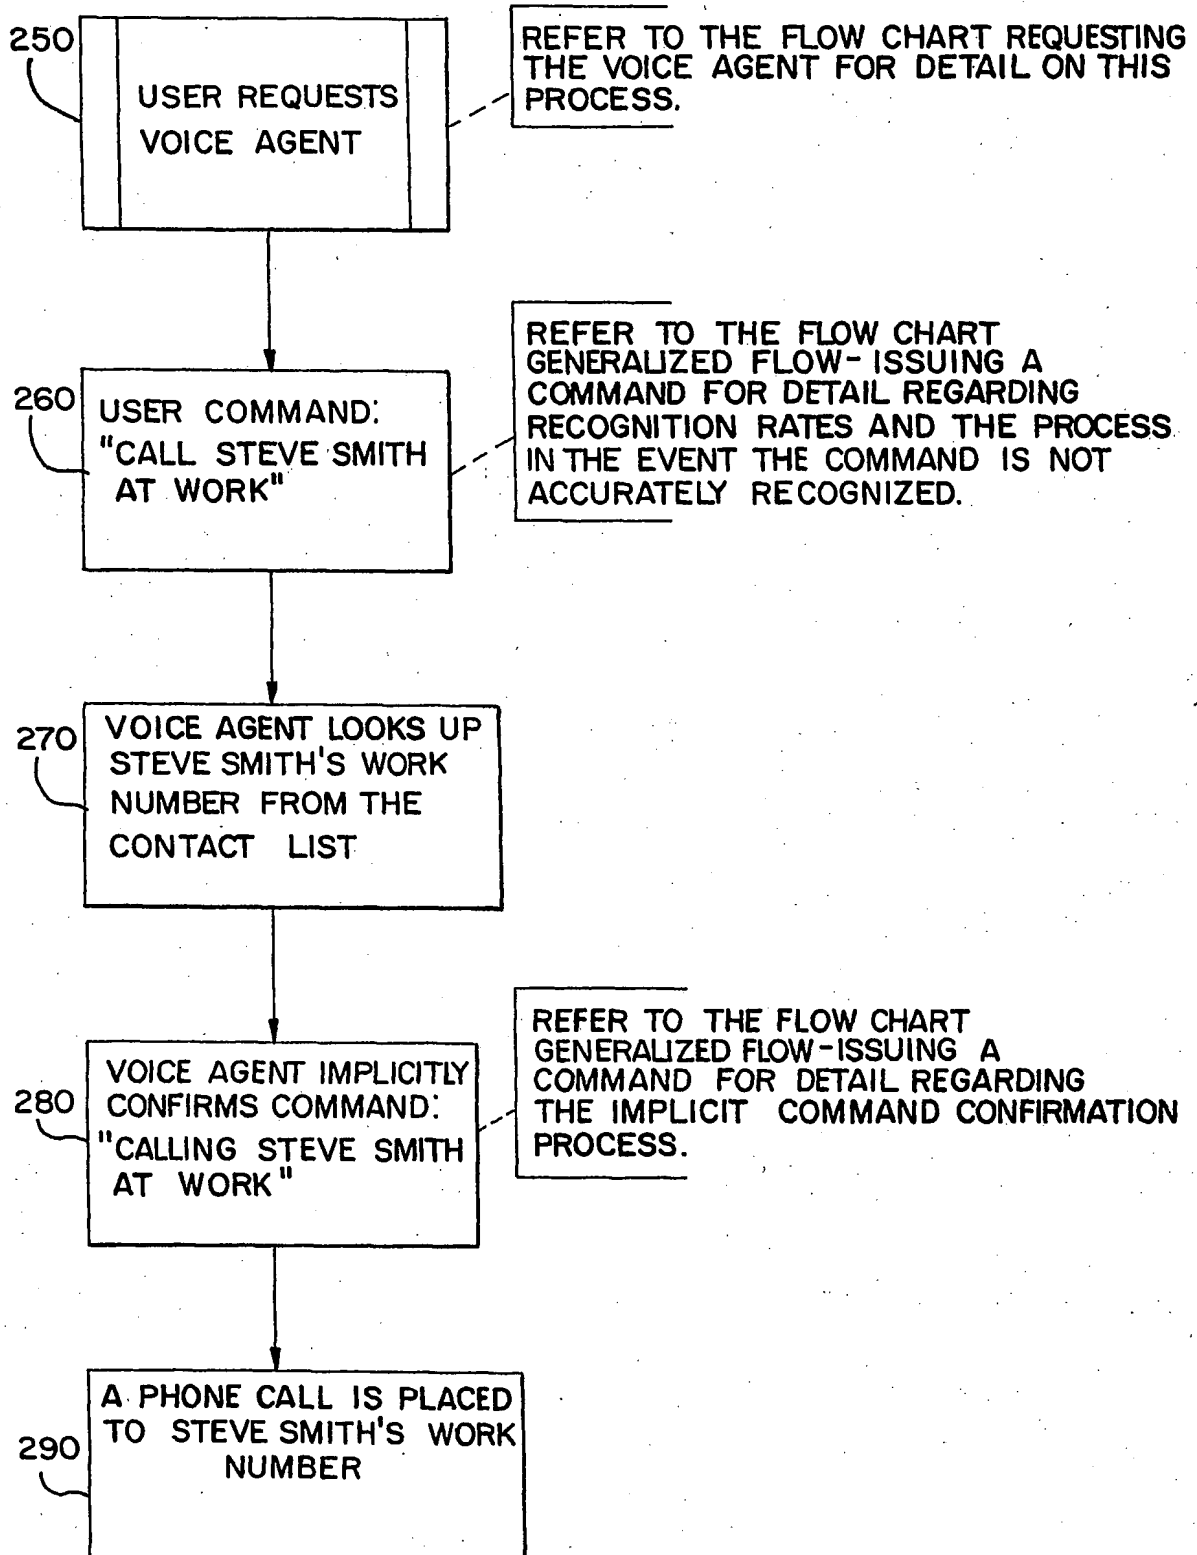 250
USER REQUESTS
VOICE AGENT
REFER TO THE FLOW CHART REQUESTING
THE VOICE AGENT FOR DETAIL ON THIS
PROCESS.
260
USER COMMAND:
"CALL STEVE SMITH
AT WORK"
REFER TO THE FLOW CHART
GENERALIZED FLOW-ISSUING A
COMMAND FOR DETAIL REGARDING
RECOGNITION RATES AND THE PROCESS
IN THE EVENT THE COMMAND IS NOT
ACCURATELY RECOGNIZED.
270
VOICE AGENT LOOKS UP
STEVE SMITH'S WORK
NUMBER FROM THE
CONTACT LIST
280
VOICE AGENT IMPLICITLY
CONFIRMS COMMAND:
"CALLING STEVE SMITH
AT WORK"
REFER TO THE FLOW CHART
GENERALIZED FLOW-ISSUING A
COMMAND FOR DETAIL REGARDING
THE IMPLICIT COMMAND CONFIRMATION
PROCESS.
290
A PHONE CALL IS PLACED
TO STEVE SMITH'S WORK
NUMBER